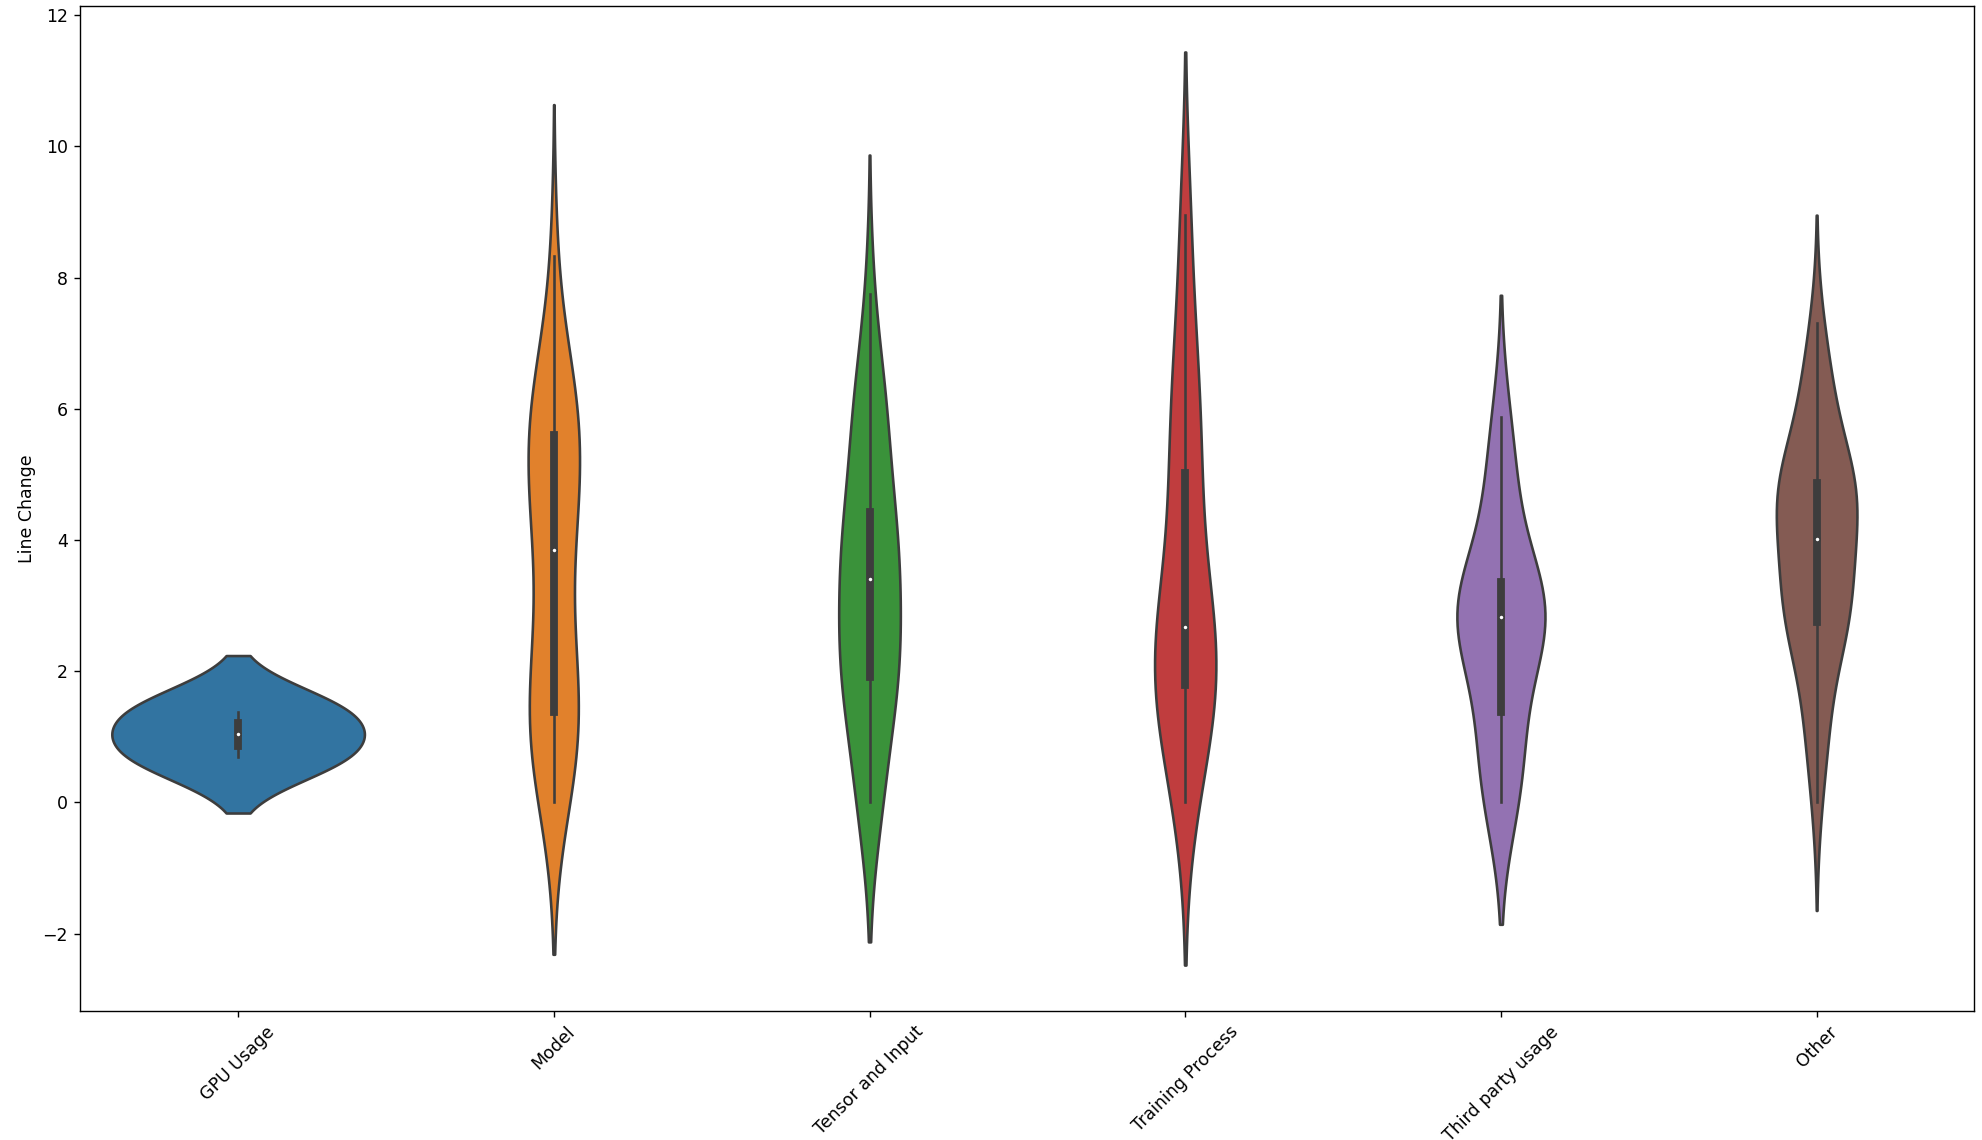 12
10
8
6
4
2
0
−2
Line Change
GPU Usage
Model
Tensor and Input
Training Process
Third party usage
Other